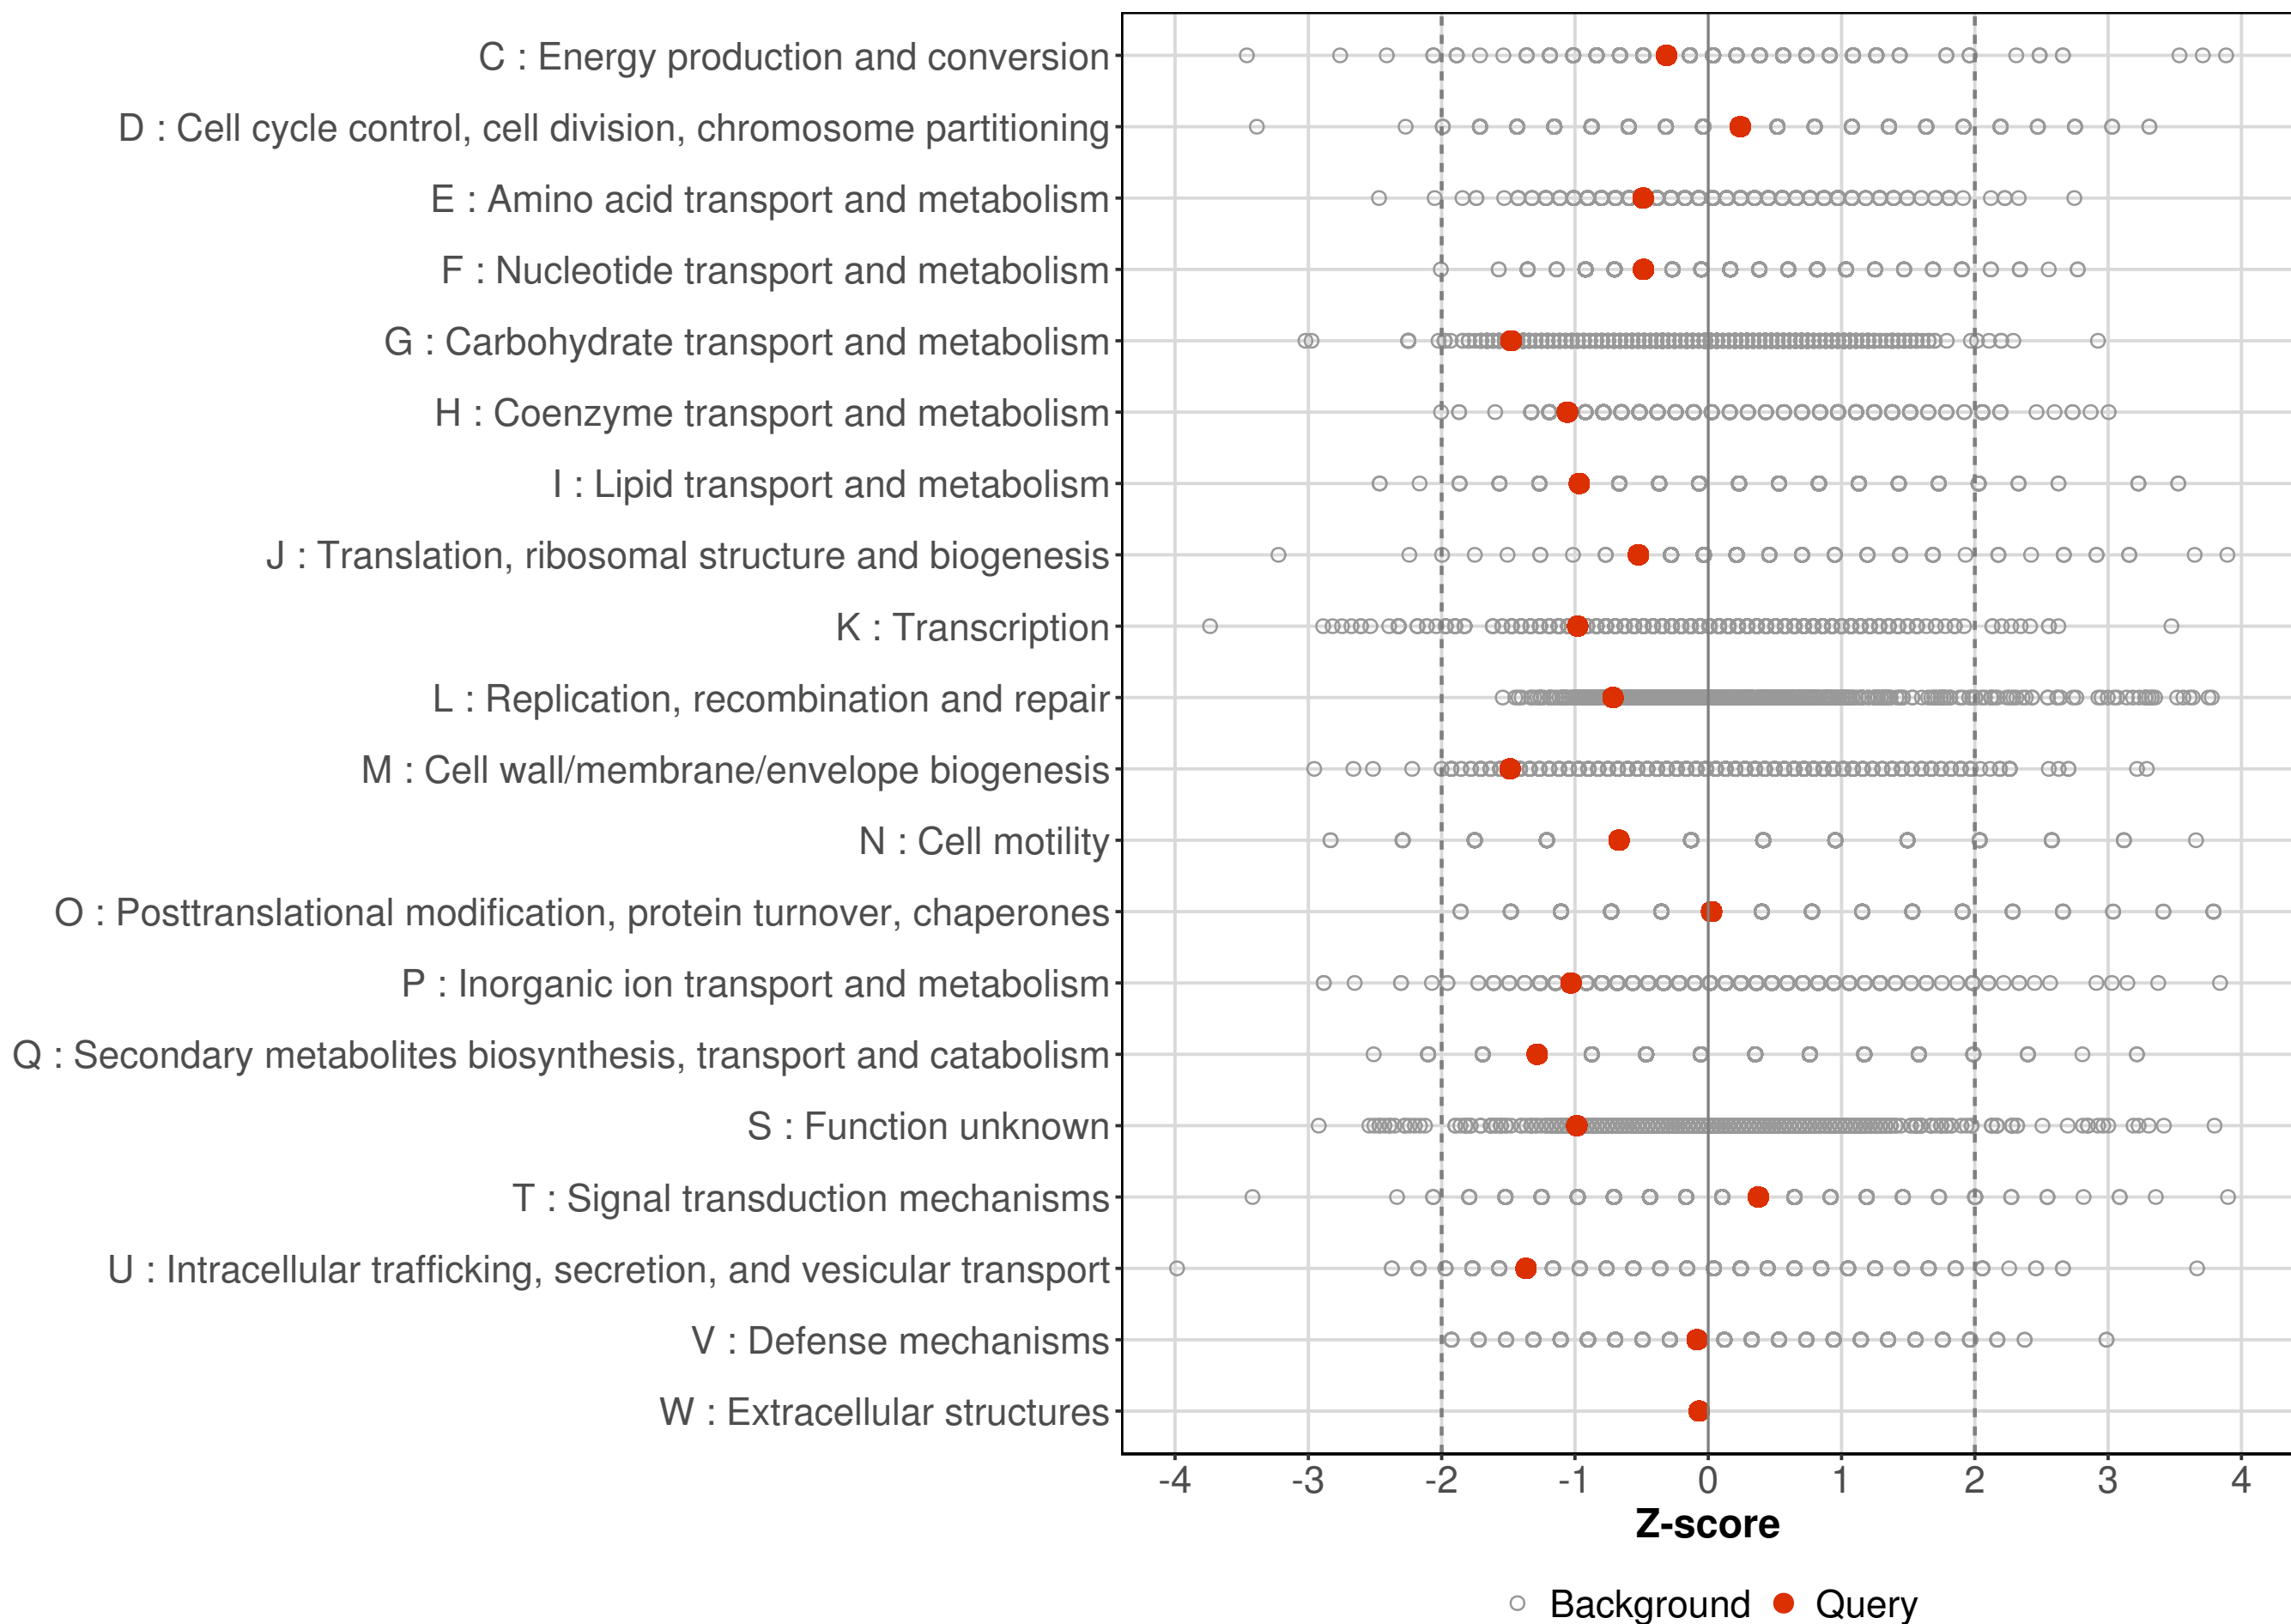 C : Energy production and conversion
D : Cell cycle control, cell division, chromosome partitioning
E : Amino acid transport and metabolism
F : Nucleotide transport and metabolism
G : Carbohydrate transport and metabolism
H : Coenzyme transport and metabolism
I : Lipid transport and metabolism
J : Translation, ribosomal structure and biogenesis
K : Transcription
L : Replication, recombination and repair
M : Cell wall/membrane/envelope biogenesis
N : Cell motility
O : Posttranslational modification, protein turnover, chaperones
P : Inorganic ion transport and metabolism
Q : Secondary metabolites biosynthesis, transport and catabolism
S : Function unknown
T : Signal transduction mechanisms
U : Intracellular trafficking, secretion, and vesicular transport
V : Defense mechanisms
W : Extracellular structures
-4 -3 -2 -1 0 1 2 3 4
Z-score
Background Query